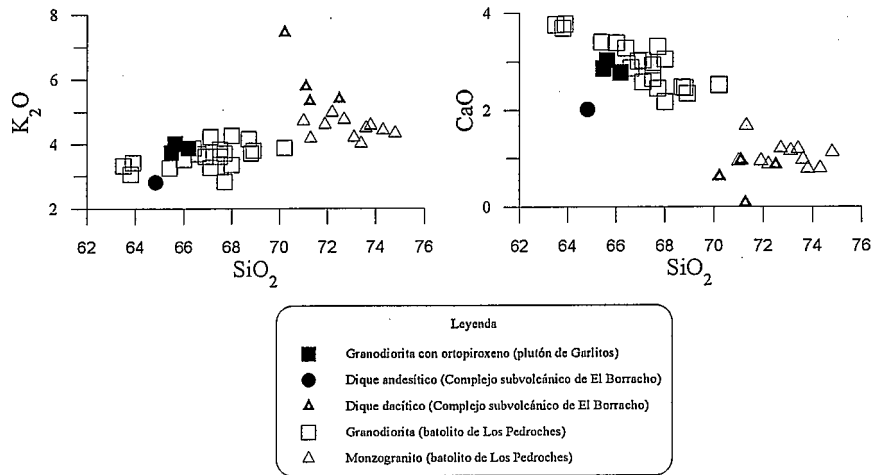 8
6
4
2
K₂O
62 64 66 68 70 72 74 76
SiO₂
4
2
0
CaO
62 64 66 68 70 72 74 76
SiO₂
Leyenda
Granodiorita con ortopiroxeno (plutón de Garlitos)
Dique andesítico (Complejo subvolcánico de El Borracho)
Dique dacítico (Complejo subvolcánico de El Borracho)
Granodiorita (batolito de Los Pedroches)
Monzogranito (batolito de Los Pedroches)